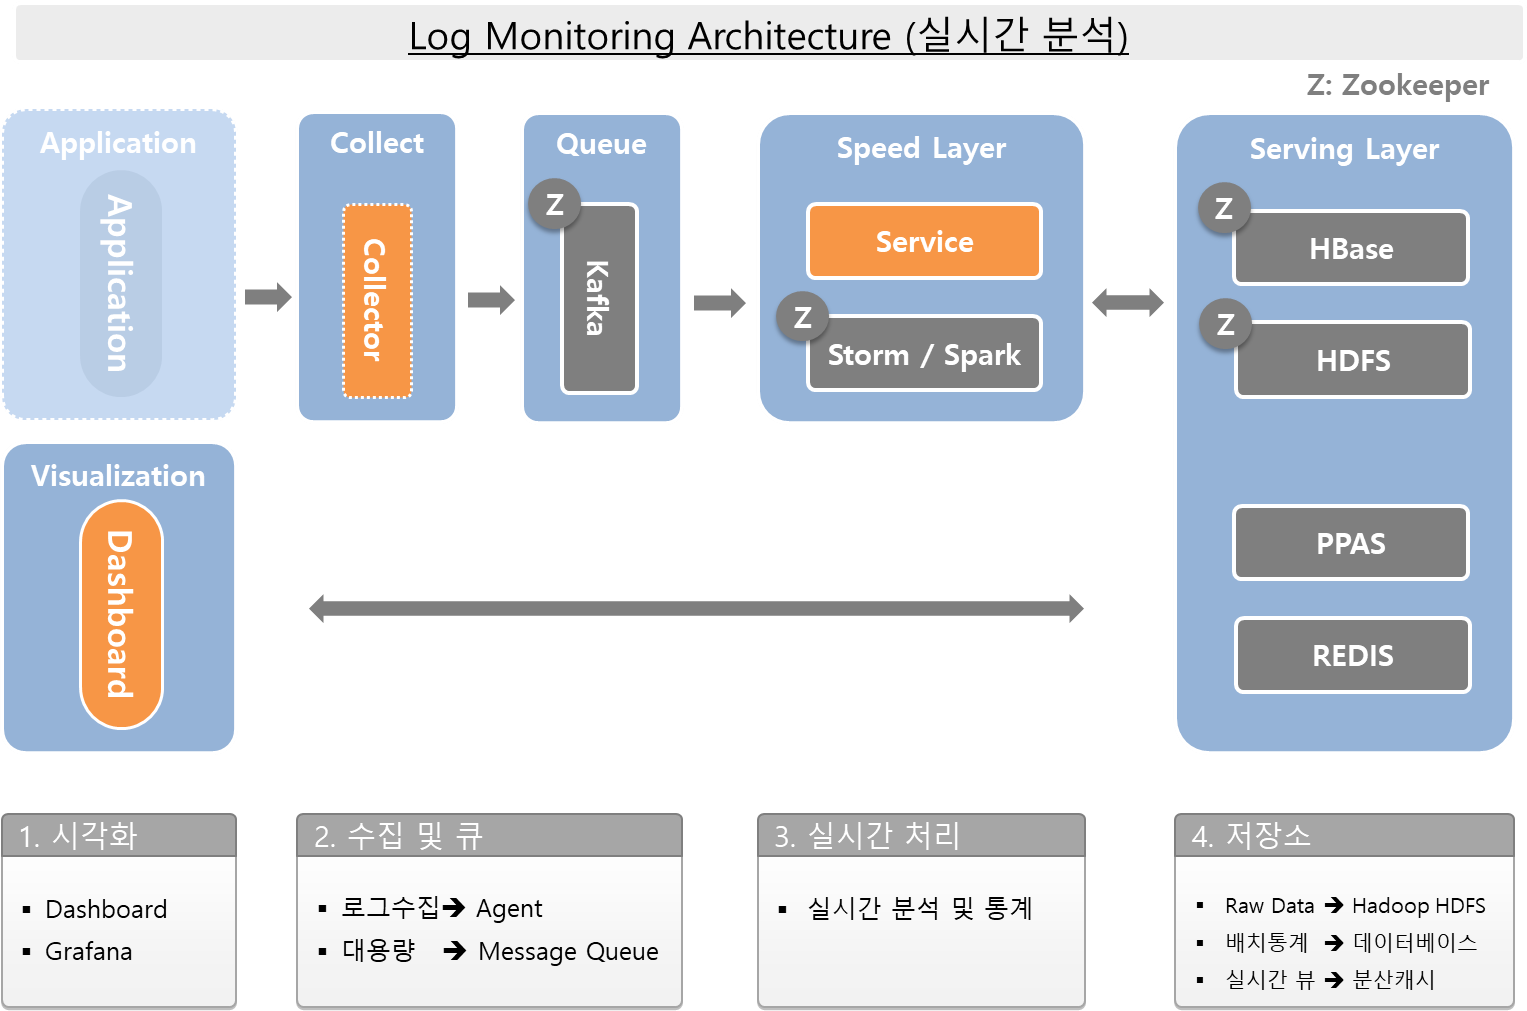 Log Monitoring Architecture (실시간 분석)
Z: Zookeeper
Application
Application
Collect
Collector
Queue
Z
Kafka
Speed Layer
Service
Z
Storm / Spark
Serving Layer
Z
HBase
Z
HDFS
PPAS
REDIS
Visualization
Dashboard
1. 시각화
▪ Dashboard
▪ Grafana
2. 수집 및 큐
▪ 로그수집➔ Agent
▪ 대용량 ➔ Message Queue
3. 실시간 처리
▪ 실시간 분석 및 통계
4. 저장소
▪ Raw Data ➔ Hadoop HDFS
▪ 배치통계 ➔ 데이터베이스
▪ 실시간 뷰 ➔ 분산캐시